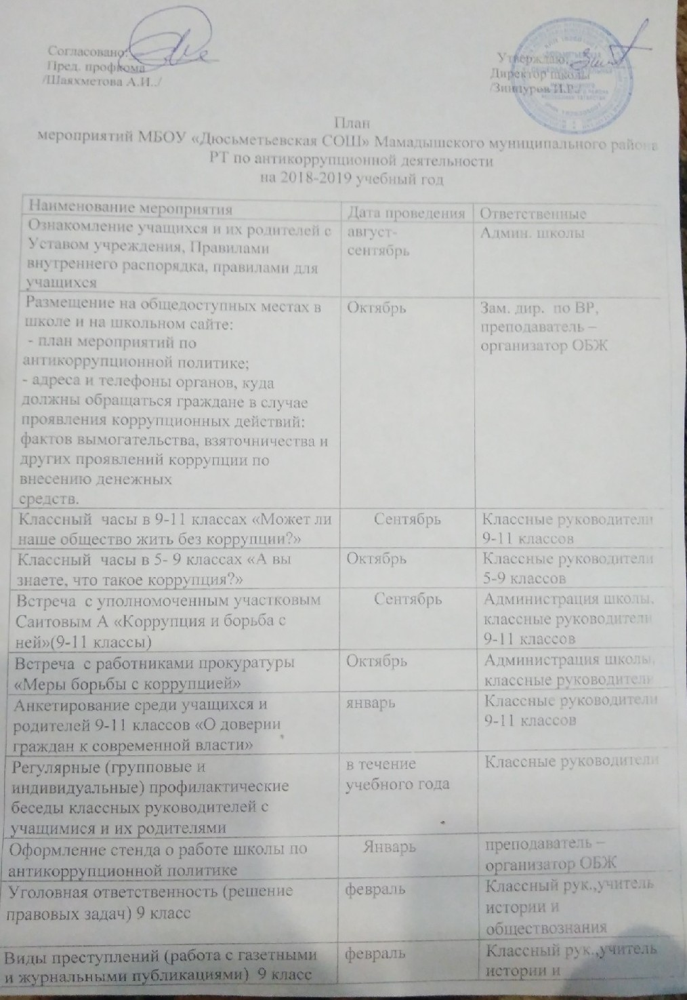 Согласовано:
Пред. профкома
/Шаяхметова А.И../
Утверждаю:
Директор школы
/Зиннуров И.Р./
План
мероприятий МБОУ «Дюсьметьевская СОШ» Мамадышского муниципального района
РТ по антикоррупционной деятельности
на 2018-2019 учебный год
Наименование мероприятия Дата проведения Ответственные
Ознакомление учащихся и их родителей с август- Админ. школы
Уставом учреждения, Правилами сентябрь
внутреннего распорядка, правилами для
учащихся
Размещение на общедоступных местах в Октябрь Зам. дир. по ВР,
школе и на школьном сайте: преподаватель –
- план мероприятий по организатор ОБЖ
антикоррупционной политике;
- адреса и телефоны органов, куда
должны обращаться граждане в случае
проявления коррупционных действий:
фактов вымогательства, взяточничества и
других проявлений коррупции по
внесению денежных
средств.
Классный часы в 9-11 классах «Может ли Сентябрь Классные руководители
наше общество жить без коррупции?» 9-11 классов
Классный часы в 5- 9 классах «А вы Октябрь Классные руководители
знаете, что такое коррупция?» 5-9 классов
Встреча с уполномоченным участковым Сентябрь Администрация школы,
Саитовым А «Коррупция и борьба с классные руководители
ней»(9-11 классы) 9-11 классов
Встреча с работниками прокуратуры Октябрь Администрация школы,
«Меры борьбы с коррупцией» классные руководители
Анкетирование среди учащихся и январь Классные руководители
родителей 9-11 классов «О доверии 9-11 классов
граждан к современной власти»
Регулярные (групповые и в течение Классные руководители
индивидуальные) профилактические учебного года
беседы классных руководителей с
учащимися и их родителями
Оформление стенда о работе школы по Январь преподаватель –
антикоррупционной политике организатор ОБЖ
Уголовная ответственность (решение февраль Классный рук.,учитель
правовых задач) 9 класс истории и
обществознания
Виды преступлений (работа с газетными февраль Классный рук.,учитель
и журнальными публикациями) 9 класс истории и